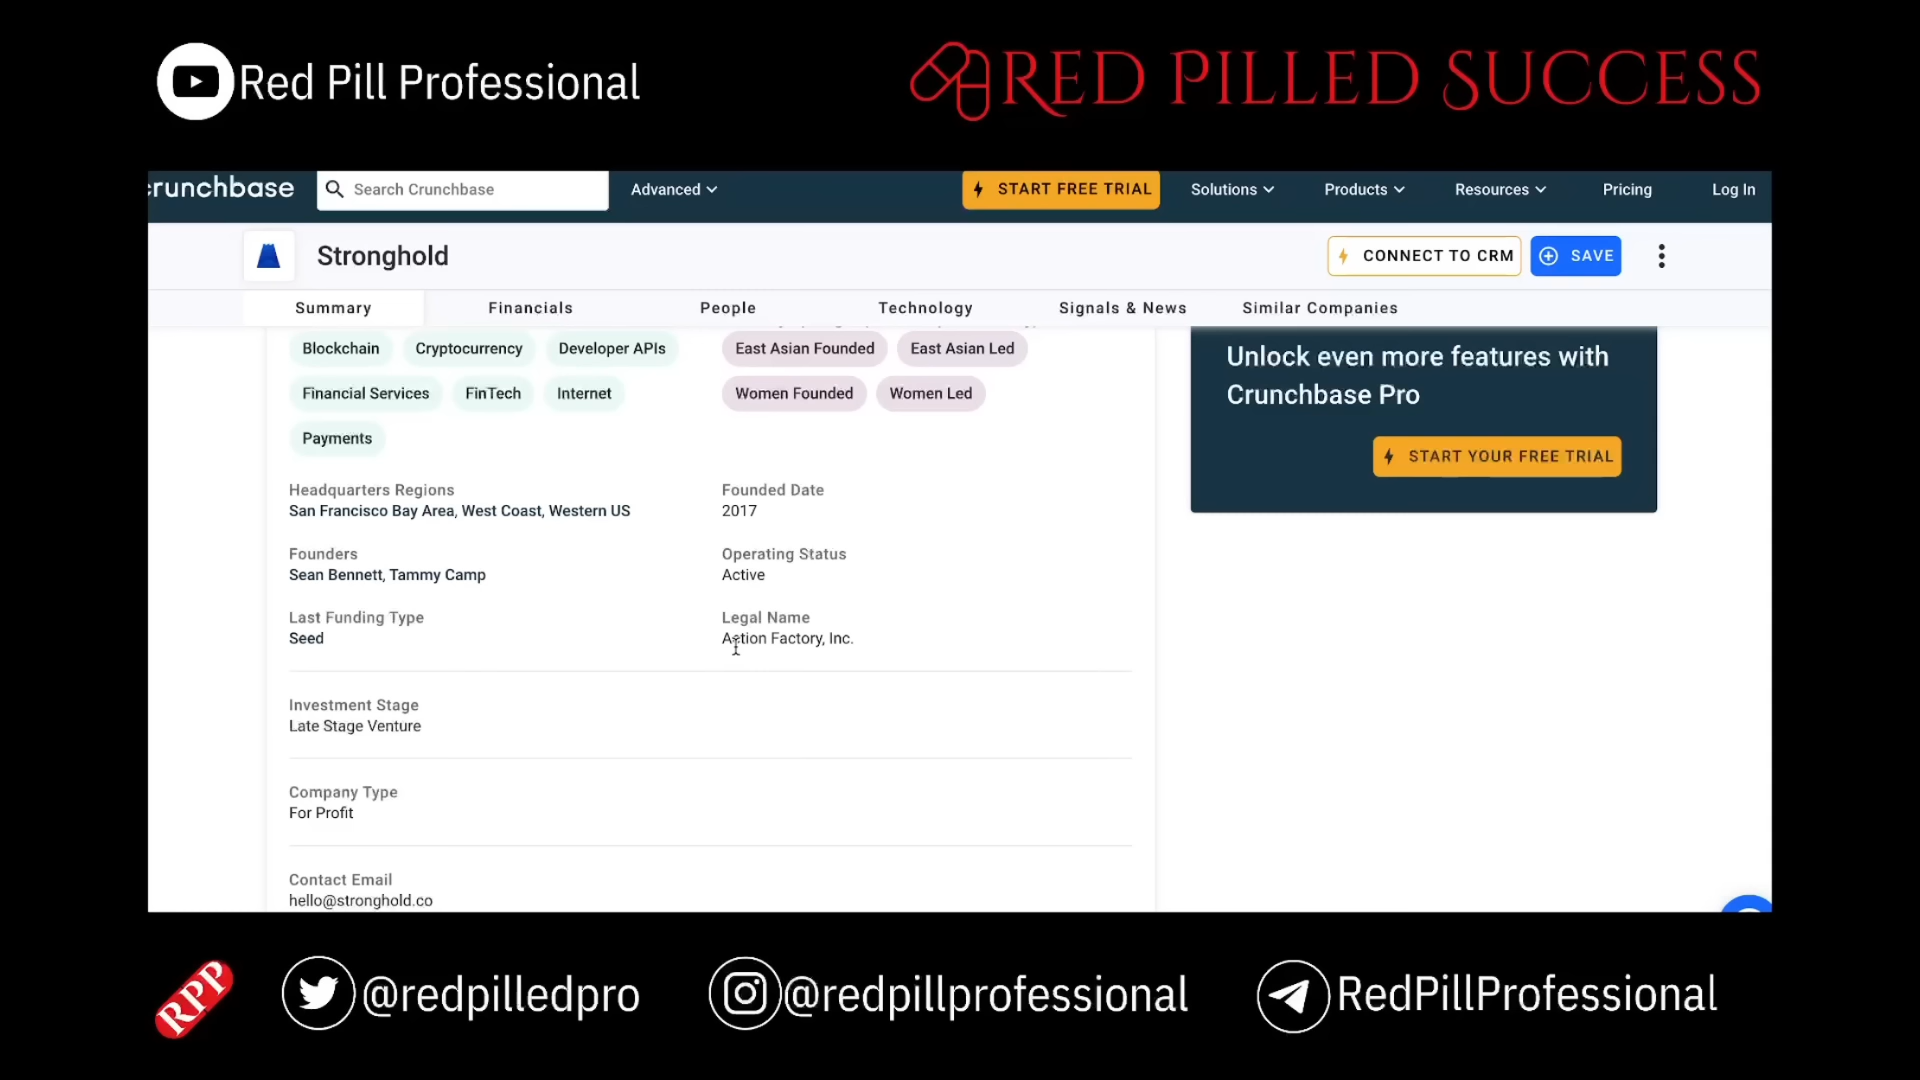 Red Pill Professional
RED PILLED SUCCESS
crunchbase
Search Crunchbase
Advanced
START FREE TRIAL
Solutions
Products
Resources
Pricing
Log In
Stronghold
CONNECT TO CRM
SAVE
Summary
Financials
People
Technology
Signals & News
Similar Companies
Blockchain
Cryptocurrency
Developer APIs
Financial Services
FinTech
Internet
Payments
East Asian Founded
East Asian Led
Women Founded
Women Led
Unlock even more features with
Crunchbase Pro
START YOUR FREE TRIAL
Headquarters Regions
San Francisco Bay Area, West Coast, Western US
Founded Date
2017
Founders
Sean Bennett, Tammy Camp
Operating Status
Active
Last Funding Type
Seed
Legal Name
Action Factory, Inc.
Investment Stage
Late Stage Venture
Company Type
For Profit
Contact Email
hello@stronghold.co
RPP
@redpilledpro
@redpillprofessional
RedPillProfessional